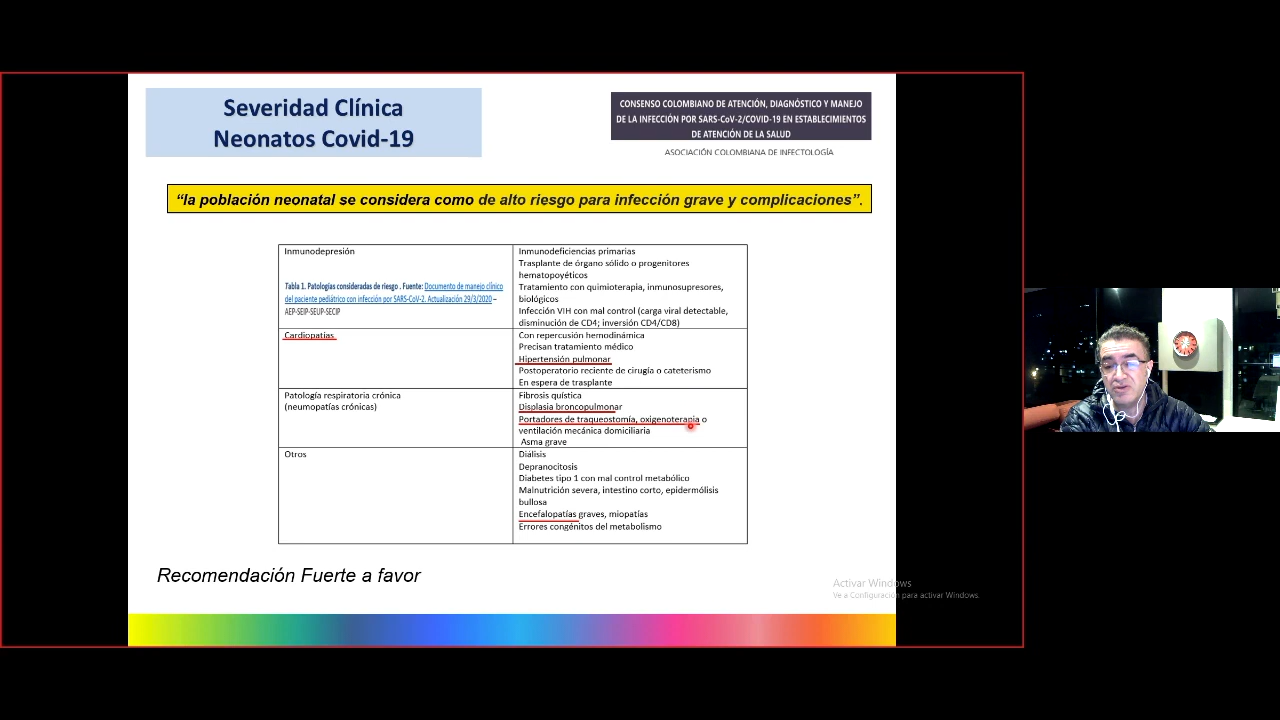 Severidad Clínica
Neonatos Covid-19
CONSENSO COLOMBIANO DE ATENCIÓN, DIAGNÓSTICO Y MANEJO
DE LA INFECCIÓN POR SARS-CoV-2/COVID-19 EN ESTABLECIMIENTOS
DE ATENCIÓN DE LA SALUD
ASOCIACIÓN COLOMBIANA DE INFECTOLOGÍA
“la población neonatal se considera como de alto riesgo para infección grave y complicaciones”.
Inmunodepresión
Tabla 1. Patologías consideradas de riesgo . Fuente: Documento de manejo clínico
del paciente pediátrico con infección por SARS-CoV-2. Actualización 29/3/2020 –
AEP-SEIP-SEUP-SECIP
Inmunodeficiencias primarias
Trasplante de órgano sólido o progenitores
hematopoyéticos
Tratamiento con quimioterapia, inmunosupresores,
biológicos
Infección VIH con mal control (carga viral detectable,
disminución de CD4; inversión CD4/CD8)
Cardiopatías
Con repercusión hemodinámica
Precisan tratamiento médico
Hipertensión pulmonar
Postoperatorio reciente de cirugía o cateterismo
En espera de trasplante
Patología respiratoria crónica
(neumopatías crónicas)
Fibrosis quística
Displasia broncopulmonar
Portadores de traqueostomía, oxigenoterapia o
ventilación mecánica domiciliaria
Asma grave
Otros
Diálisis
Depranocitosis
Diabetes tipo 1 con mal control metabólico
Malnutrición severa, intestino corto, epidermólisis
bullosa
Encefalopatías graves, miopatías
Errores congénitos del metabolismo
Recomendación Fuerte a favor
Activar Windows
Ve a Configuración para activar Windows.